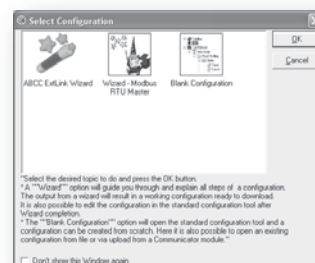 Select Configuration
OK
Cancel
ABCC ExtLink Wizard
Wizard - Modbus RTU Master
Blank Configuration
"Select the desired topic to do and press the OK button.
* A ""Wizard"" option will guide you through and explain all steps of a configuration.
The output from a wizard will result in a working configuration ready to download.
It is also possible to edit the configuration in the standard configuration tool after
Wizard completion.
* The ""Blank Configuration"" option will open the standard configuration tool and a
configuration can be created from scratch. Here it is also possible to open an existing
configuration from file or via upload from a Communicator module."
Don't show this Window again